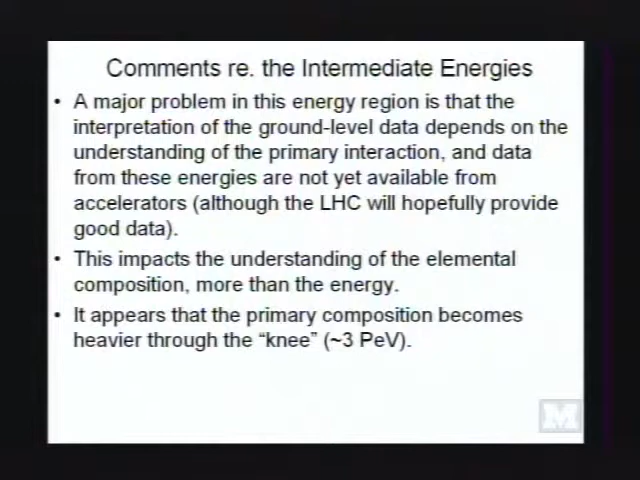 Comments re. the Intermediate Energies
• A major problem in this energy region is that the
interpretation of the ground-level data depends on the
understanding of the primary interaction, and data
from these energies are not yet available from
accelerators (although the LHC will hopefully provide
good data).
• This impacts the understanding of the elemental
composition, more than the energy.
• It appears that the primary composition becomes
heavier through the “knee” (~3 PeV).
M